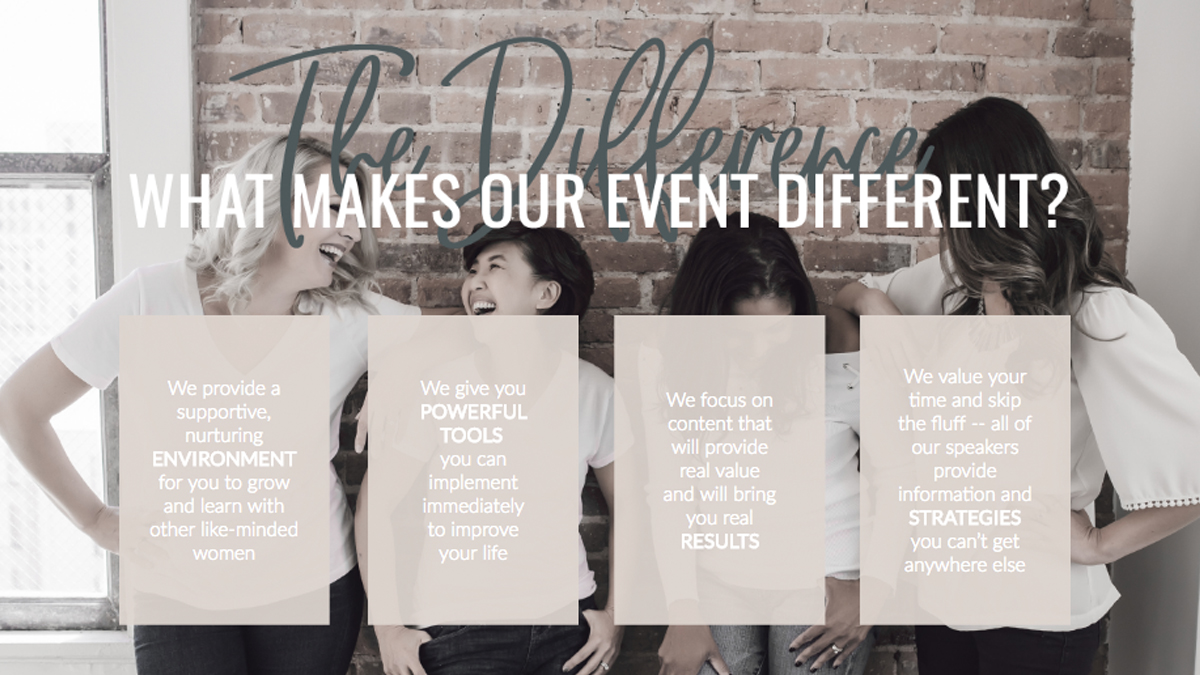 The Difference
WHAT MAKES OUR EVENT DIFFERENT?
We provide a
supportive,
nurturing
ENVIRONMENT
for you to grow
and learn with
other like-minded
women
We give you
POWERFUL
TOOLS
you can
implement
immediately
to improve
your life
We focus on
content that
will provide
real value
and will bring
you real
RESULTS
We value your
time and skip
the fluff -- all of
our speakers
provide
information and
STRATEGIES
you can't get
anywhere else